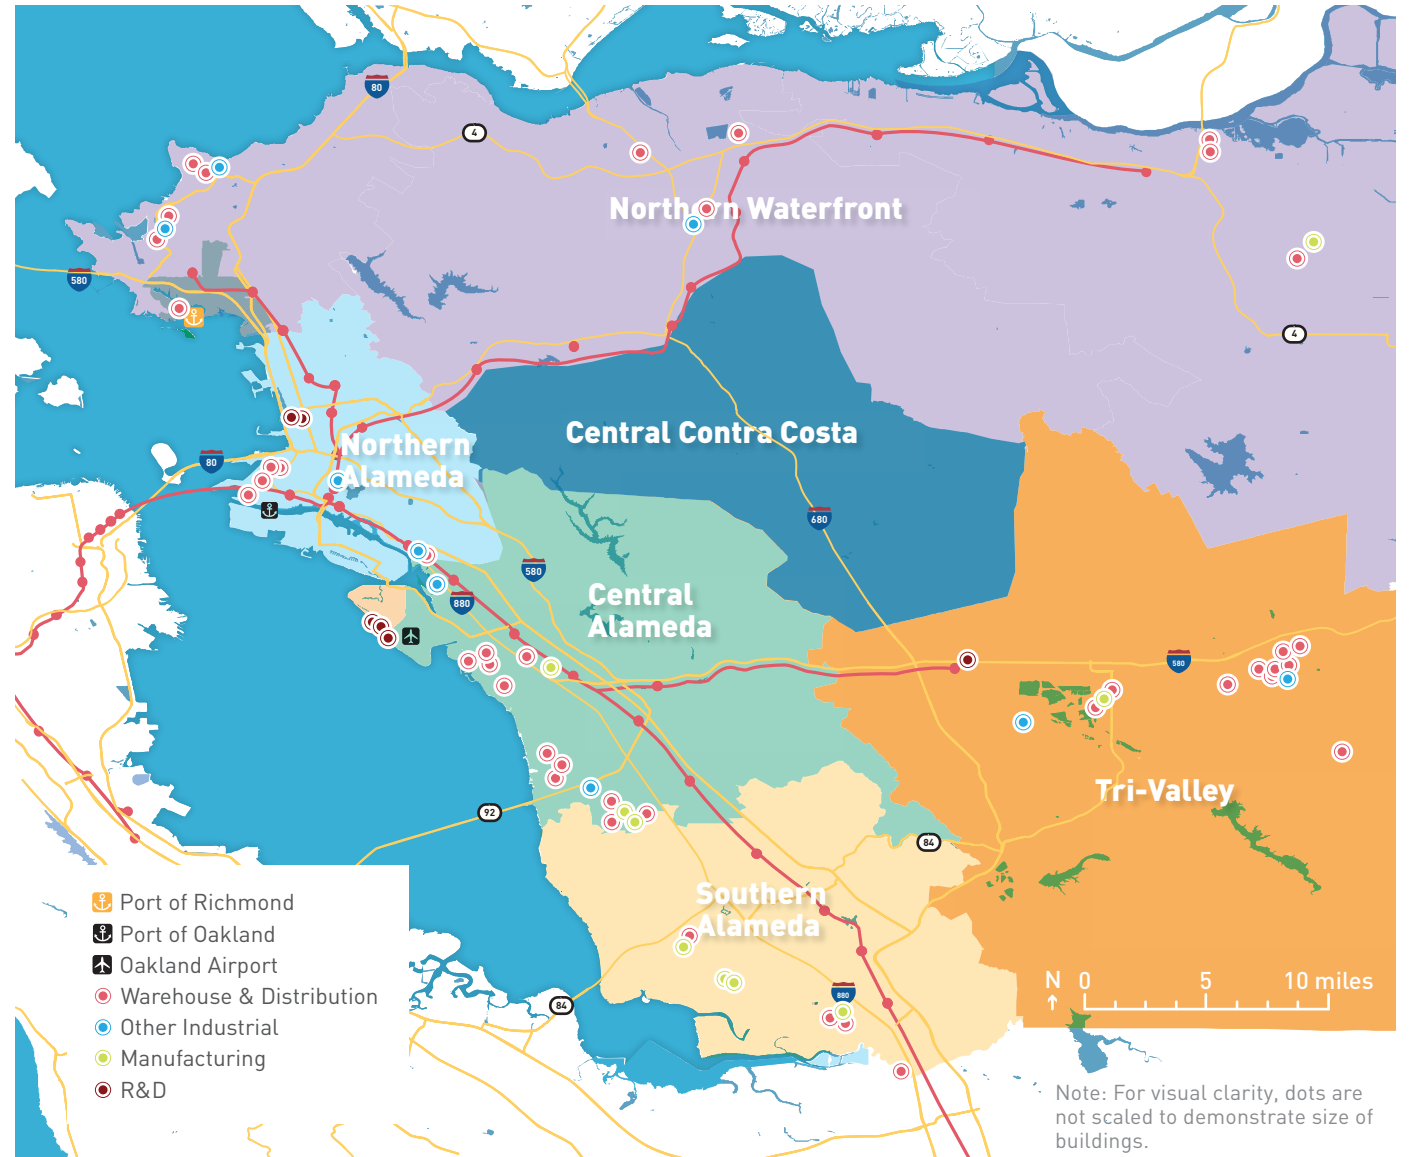 80
4
Northern Waterfront
580
4
Northern
Alameda
Central Contra Costa
80
680
580
880
Central
Alameda
580
Tri-Valley
92
84
Southern
Alameda
880
84
N 0 5 10 miles
Port of Richmond
Port of Oakland
Oakland Airport
Warehouse & Distribution
Other Industrial
Manufacturing
R&D
Note: For visual clarity, dots are
not scaled to demonstrate size of
buildings.